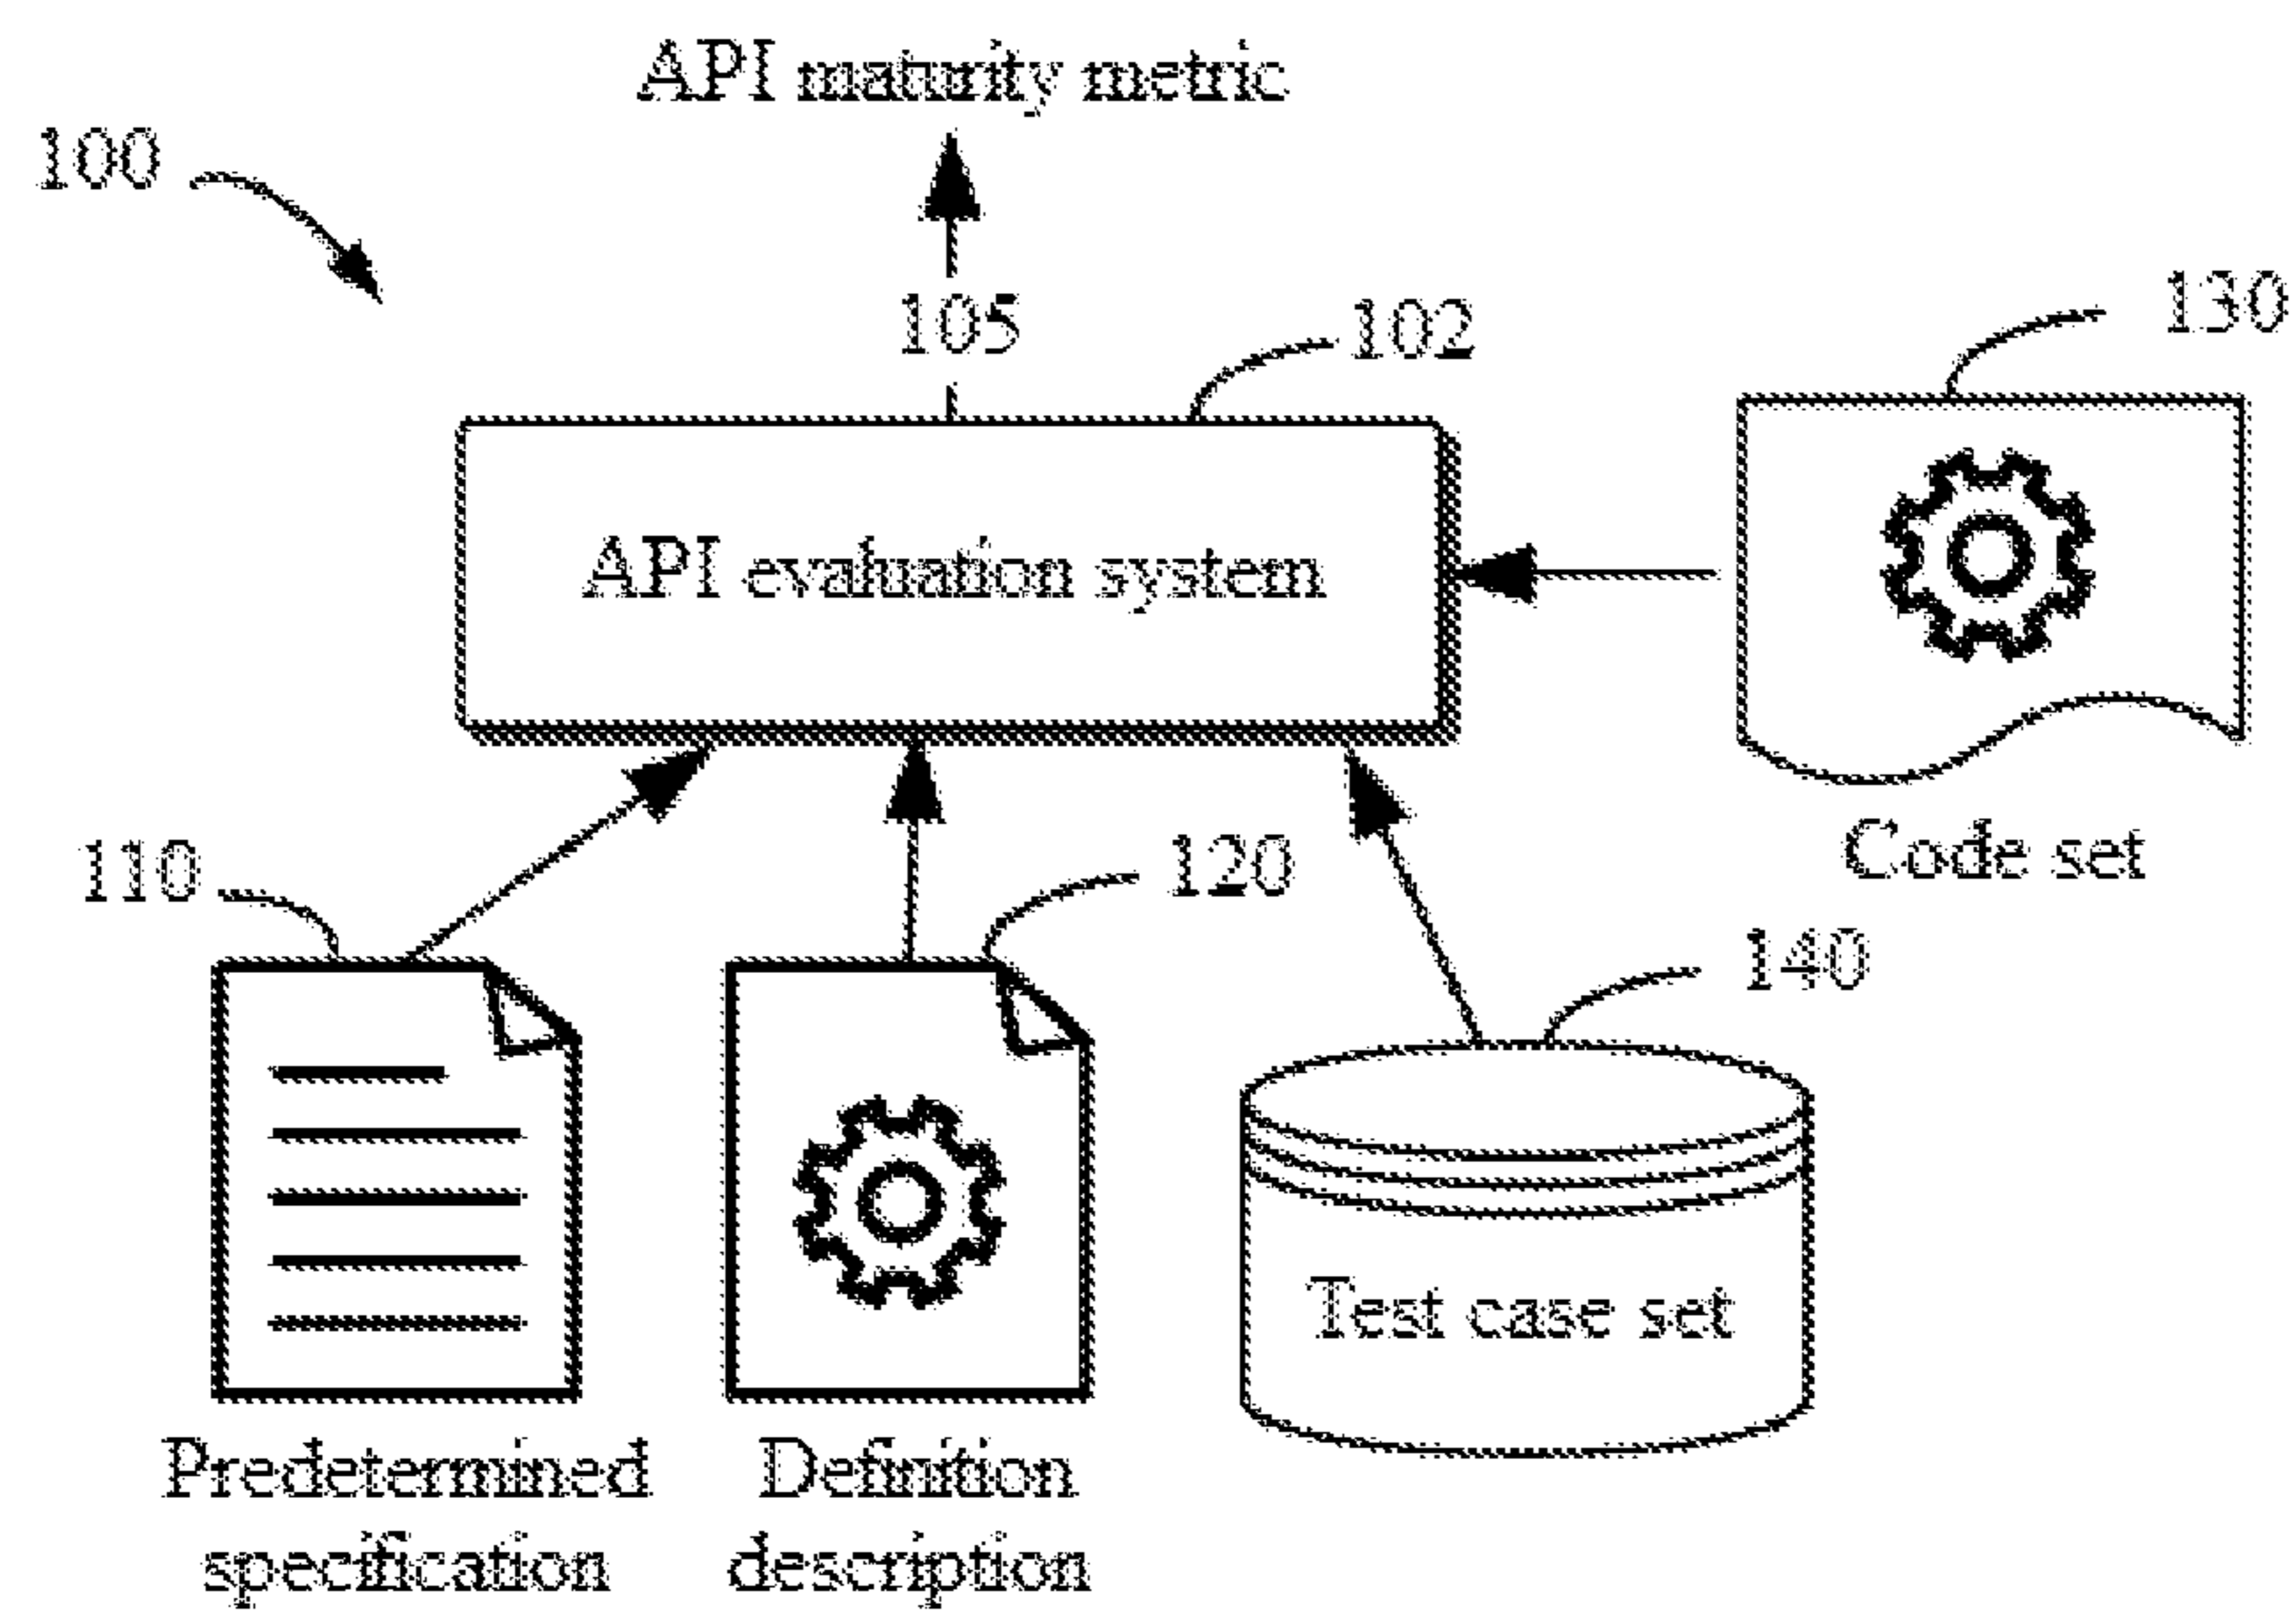 API maturity metric
100
105
102
130
API evaluation system
Code set
110
120
140
Test case set
Predetermined
specification
Definition
description